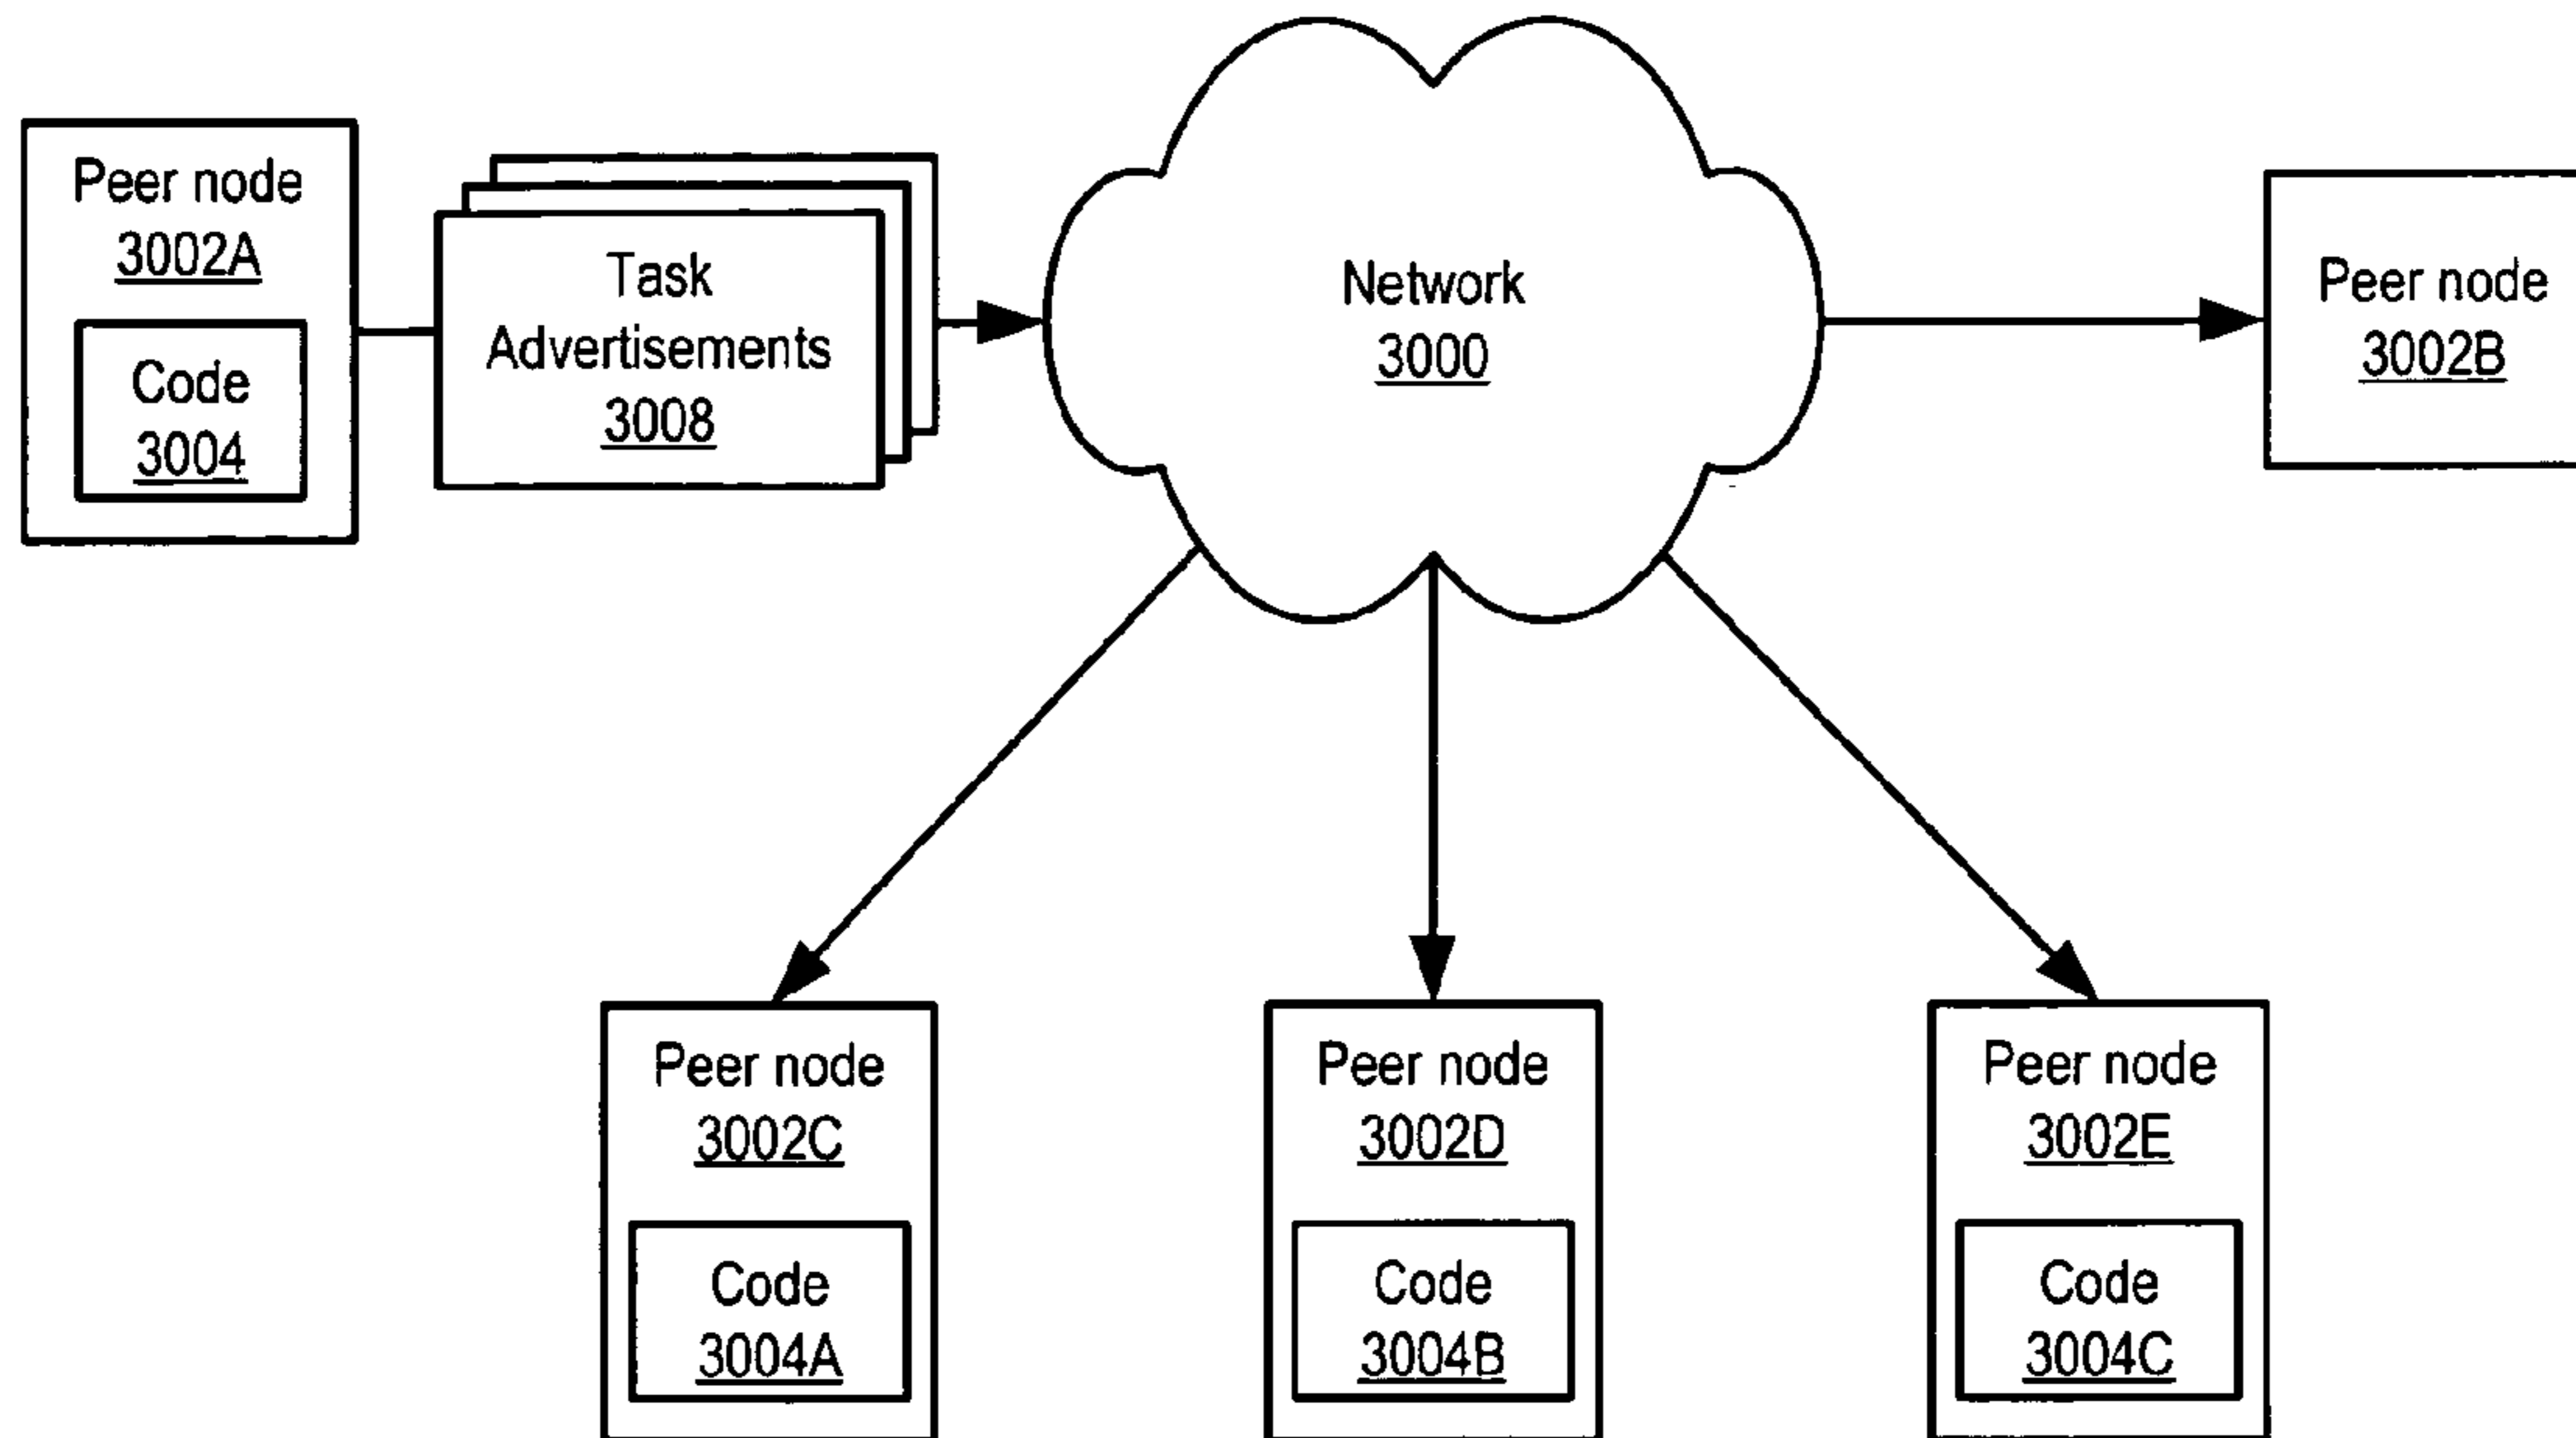 Peer node
3002A
Code
3004
Task
Advertisements
3008
Network
3000
Peer node
3002B
Peer node
3002C
Code
3004A
Peer node
3002D
Code
3004B
Peer node
3002E
Code
3004C